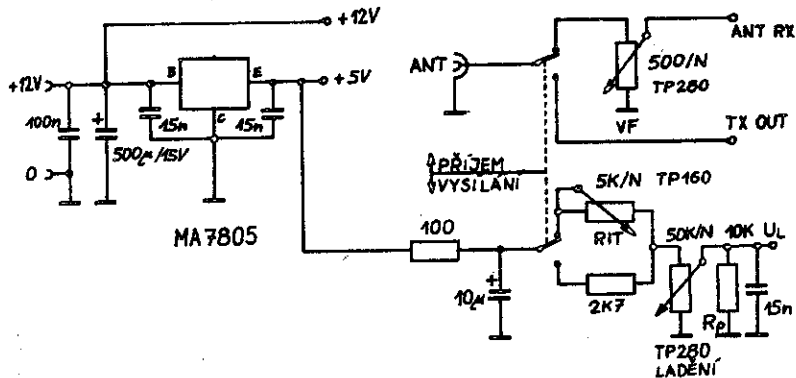 +12V
ANT RX
+12V
B
E
+5V
ANT
500/N
TP280
C
100n
+
15n
15n
VF
TX OUT
0
500µ/15V
PŘÍJEM
VYSÍLÁNÍ
5K/N TP160
MA7805
100
RIT
50K/N
10K
UL
+
10µ
2K7
Rp
15n
TP280
LADĚNÍ